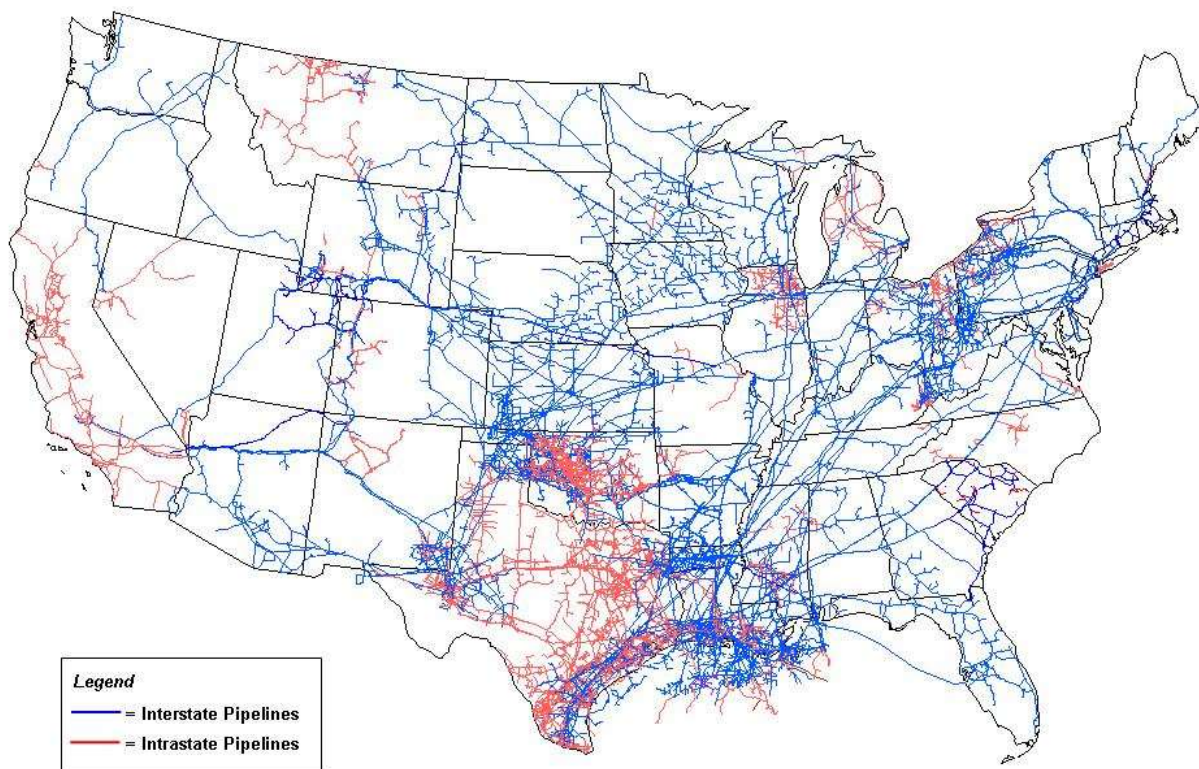 Legend
= Interstate Pipelines
= Intrastate Pipelines